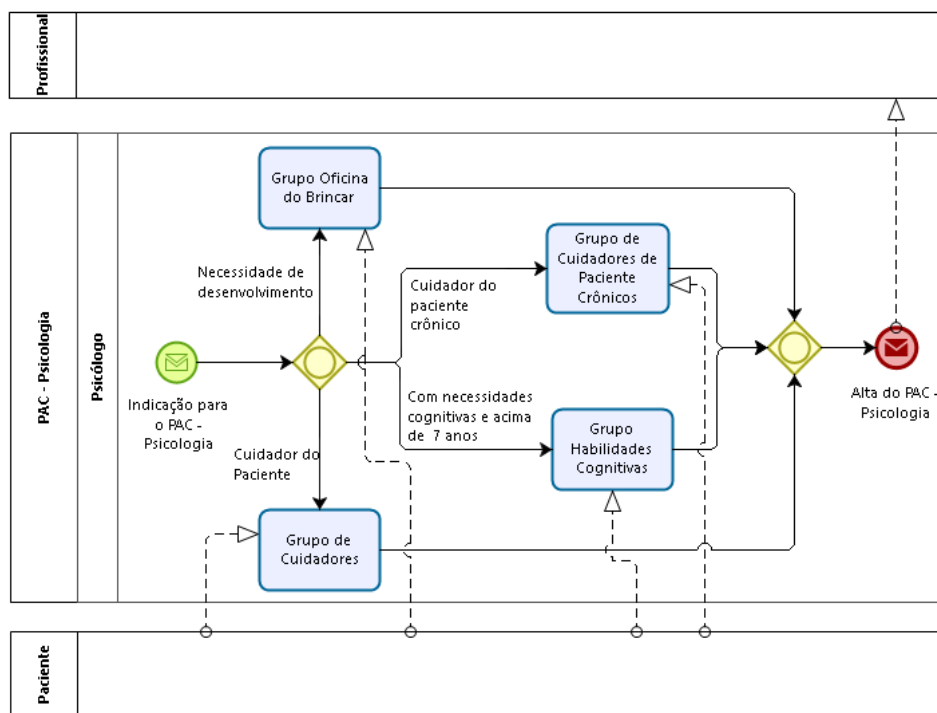 Profissional
PAC - Psicologia
Psicólogo
Grupo Oficina
do Brincar
Necessidade de
desenvolvimento
Grupo de
Cuidadores de
Paciente
Crônicos
Cuidador do
paciente
crônico
Indicação para
o PAC -
Psicologia
Com necessidades
cognitivas e acima
de 7 anos
Grupo
Habilidades
Cognitivas
Alta do PAC -
Psicologia
Cuidador do
Paciente
Grupo de
Cuidadores
Paciente